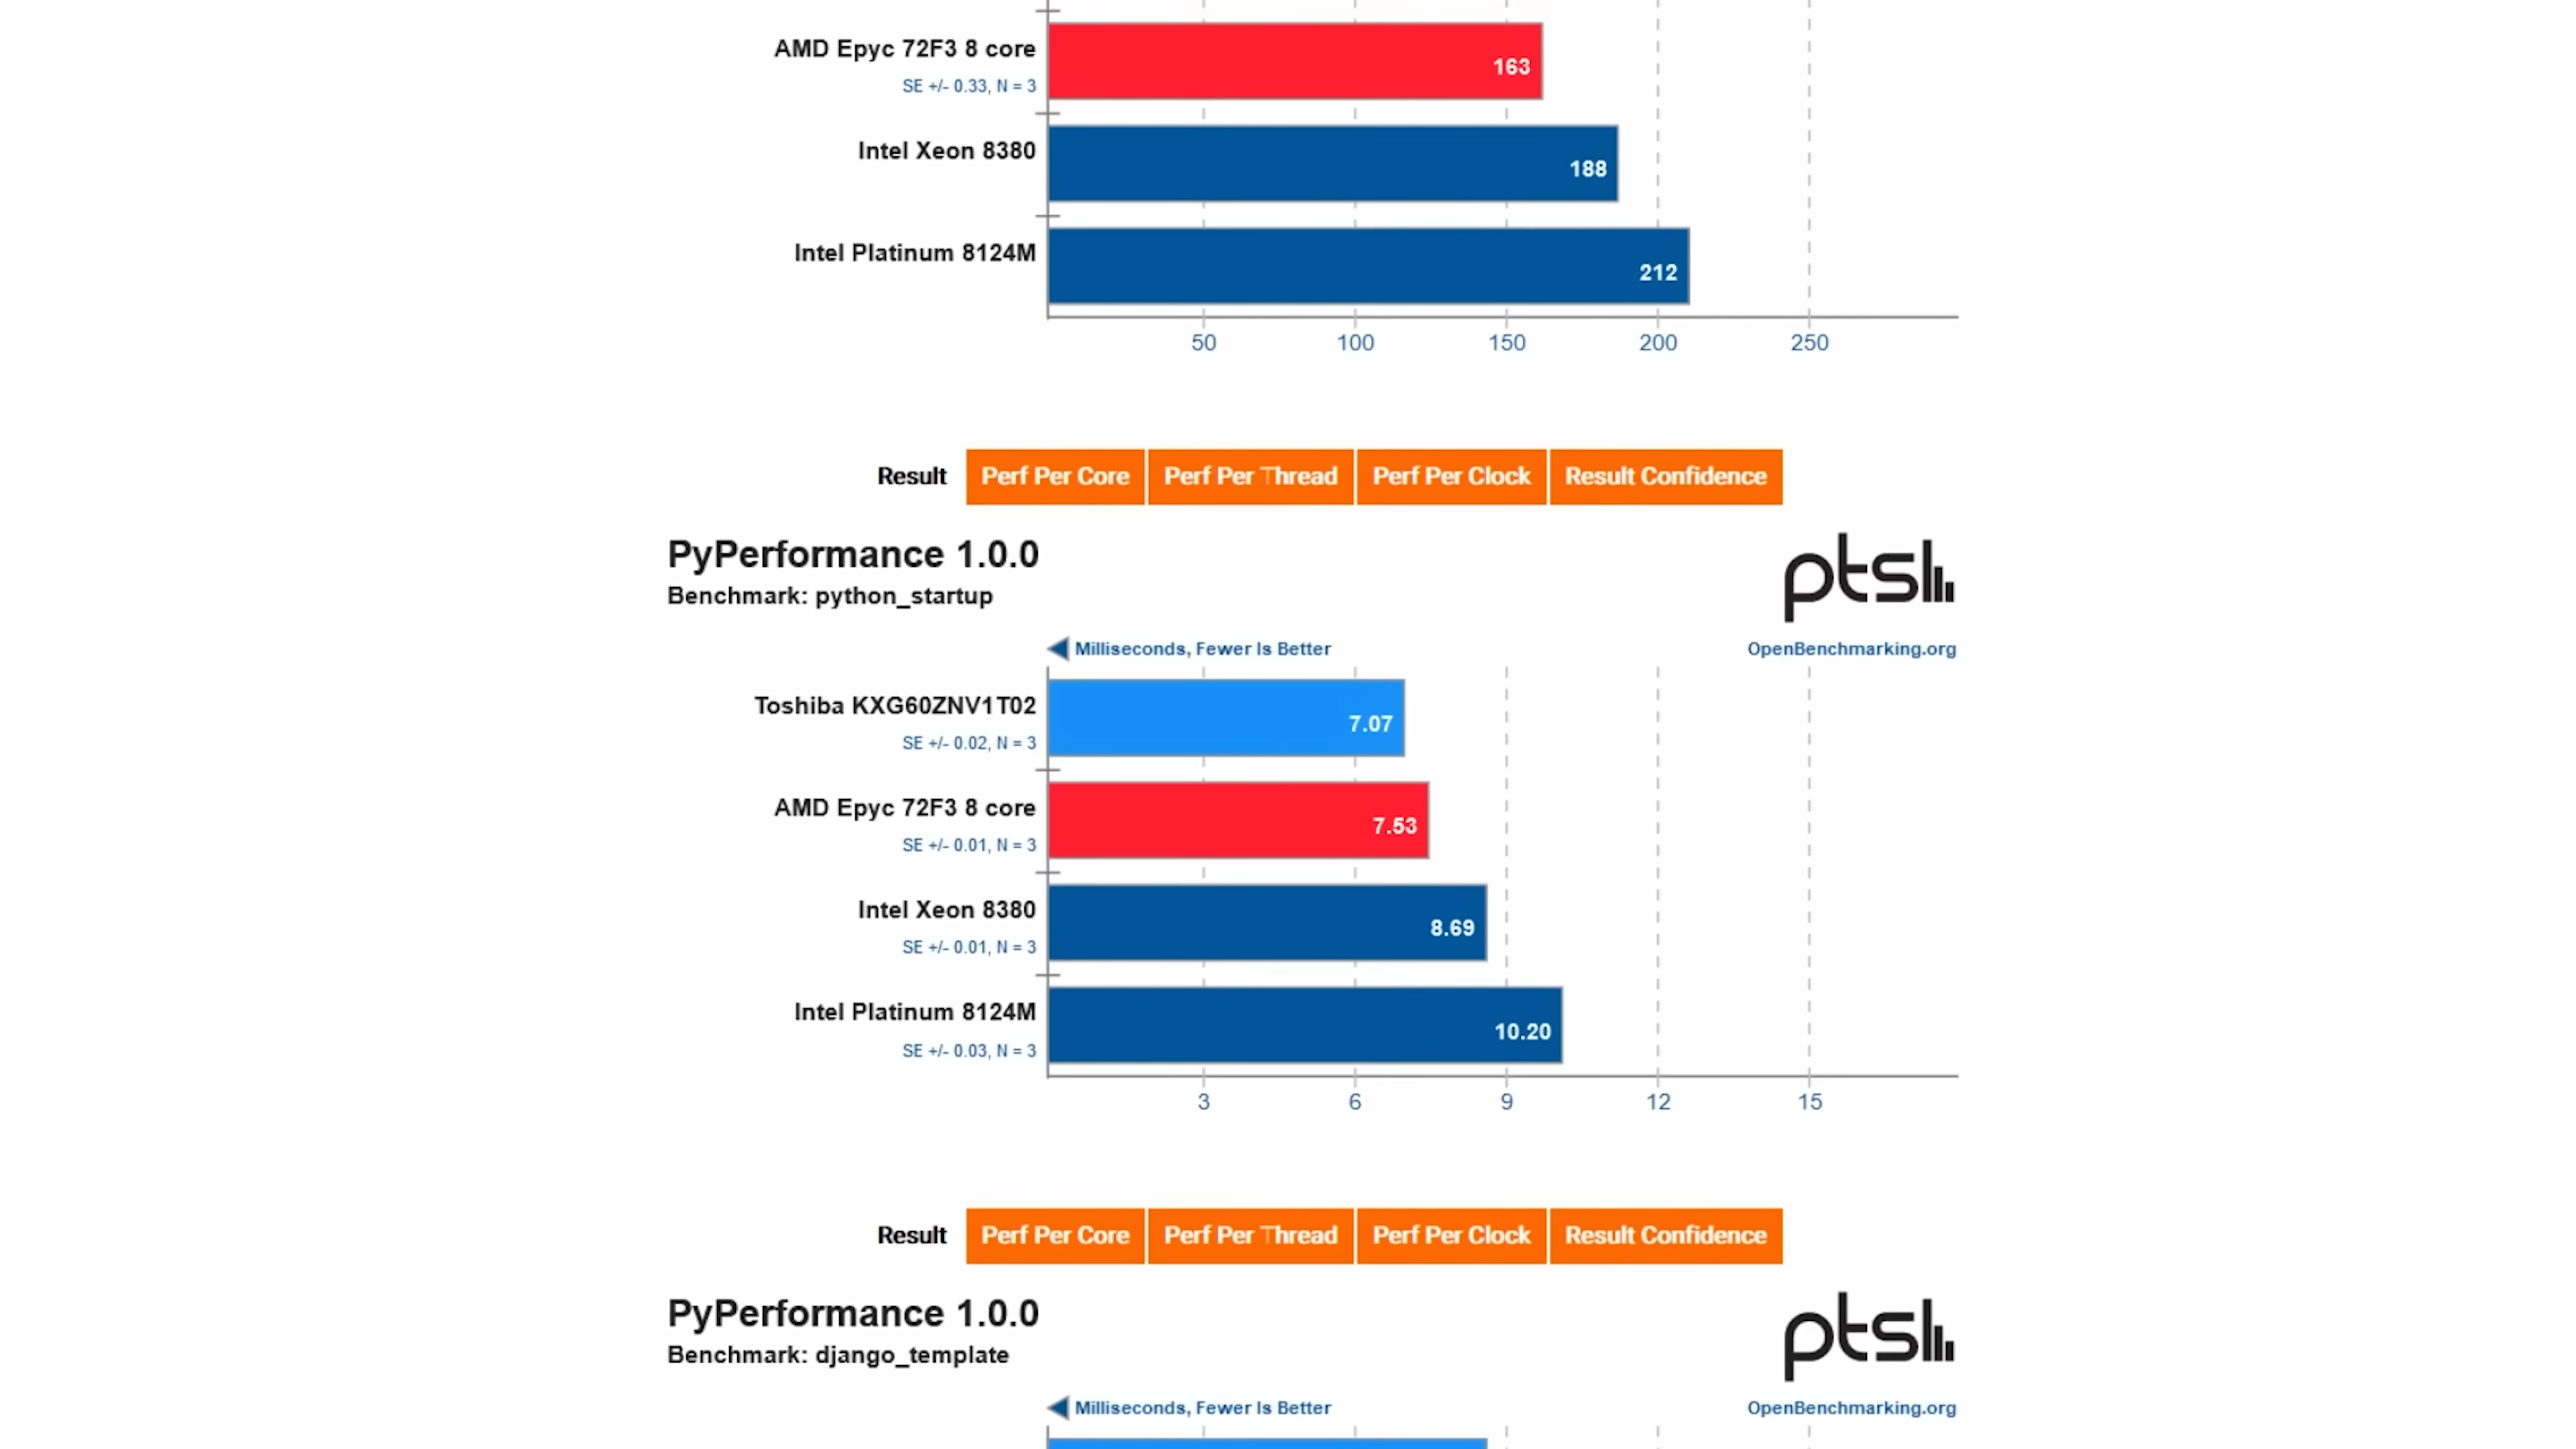 AMD Epyc 72F3 8 core
SE +/- 0.33, N = 3
163
Intel Xeon 8380
188
Intel Platinum 8124M
212
50 100 150 200 250
Result Perf Per Core Perf Per Thread Perf Per Clock Result Confidence
PyPerformance 1.0.0
Benchmark: python_startup
pts
Milliseconds, Fewer Is Better
OpenBenchmarking.org
Toshiba KXG60ZNV1T02
SE +/- 0.02, N = 3
7.07
AMD Epyc 72F3 8 core
SE +/- 0.01, N = 3
7.53
Intel Xeon 8380
SE +/- 0.01, N = 3
8.69
Intel Platinum 8124M
SE +/- 0.03, N = 3
10.20
3 6 9 12 15
Result Perf Per Core Perf Per Thread Perf Per Clock Result Confidence
PyPerformance 1.0.0
Benchmark: django_template
pts
Milliseconds, Fewer Is Better
OpenBenchmarking.org